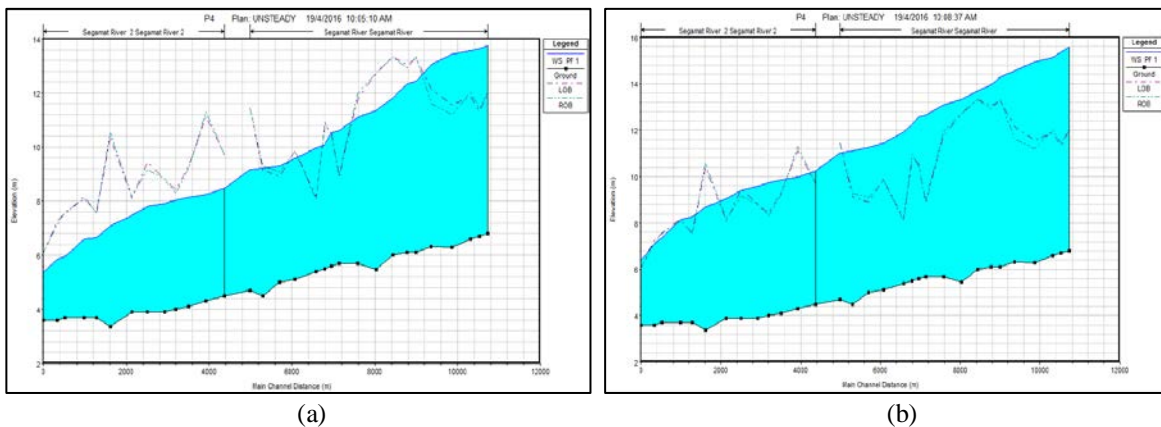 P4 Plan: UNSTEADY 19/4/2016 10:05:10 AM
Segamat River 2 Segamat River 2
Segamat River Segamat River
Legend
WS PF 1
Ground
LOB
ROB
Elevation (m)
14
12
10
8
6
4
2
0
2000
4000
6000
8000
10000
12000
Main Channel Distance (m)
(a)
P4 Plan: UNSTEADY 19/4/2016 10:08:37 AM
Segamat River 2 Segamat River 2
Segamat River Segamat River
Legend
WS PF 1
Ground
LOB
ROB
Elevation (m)
16
14
12
10
8
6
4
2
0
2000
4000
6000
8000
10000
12000
Main Channel Distance (m)
(b)